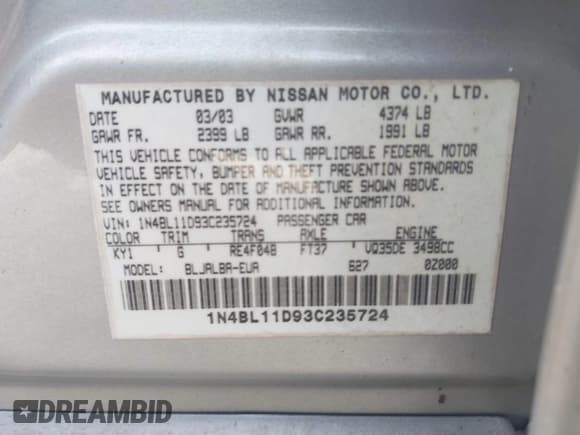 MANUFACTURED BY NISSAN MOTOR CO., LTD.
DATE 03/03 GVWR 4374 LB
GAWR FR. 2399 LB GAWR RR. 1991 LB
THIS VEHICLE CONFORMS TO ALL APPLICABLE FEDERAL MOTOR
VEHICLE SAFETY, BUMPER AND THEFT PREVENTION STANDARDS
IN EFFECT ON THE DATE OF MANUFACTURE SHOWN ABOVE.
SEE OWNERS MANUAL FOR ADDITIONAL INFORMATION.
VIN: 1N4BL11D93C235724 PASSENGER CAR
COLOR TRIM TRANS AXLE ENGINE
KY1 G RE4F04B FT37 VQ35DE 3498CC
MODEL: BLJALBA-EUA 627 0Z000
1N4BL11D93C235724
DREAMBID